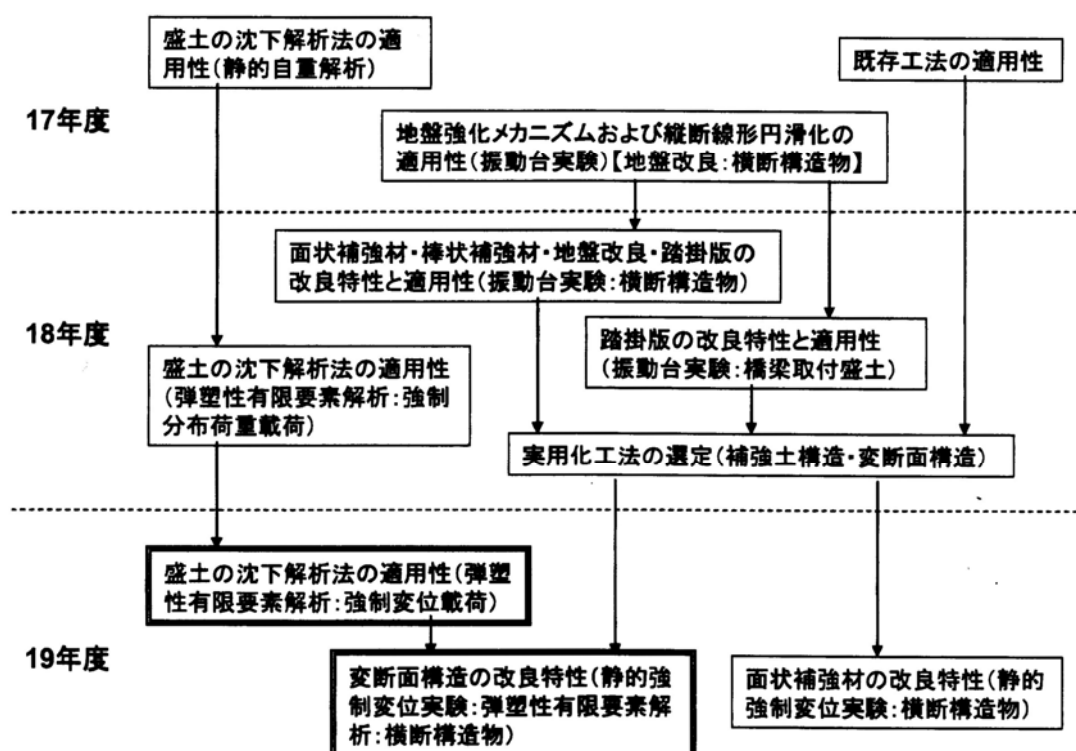 盛土の沈下解析法の適
用性(静的自重解析)
既存工法の適用性
17年度
地盤強化メカニズムおよび縦断線形円滑化の
適用性(振動台実験)【地盤改良:横断構造物】
面状補強材・棒状補強材・地盤改良・踏掛版の
改良特性と適用性(振動台実験:横断構造物)
18年度
踏掛版の改良特性と適用性
(振動台実験:橋梁取付盛土)
盛土の沈下解析法の適用性
(弾塑性有限要素解析:強制
分布荷重載荷)
実用化工法の選定(補強土構造・変断面構造)
盛土の沈下解析法の適用性(弾塑
性有限要素解析:強制変位載荷)
19年度
変断面構造の改良特性(静的強
制変位実験:弾塑性有限要素解
析:横断構造物)
面状補強材の改良特性(静的
強制変位実験:横断構造物)